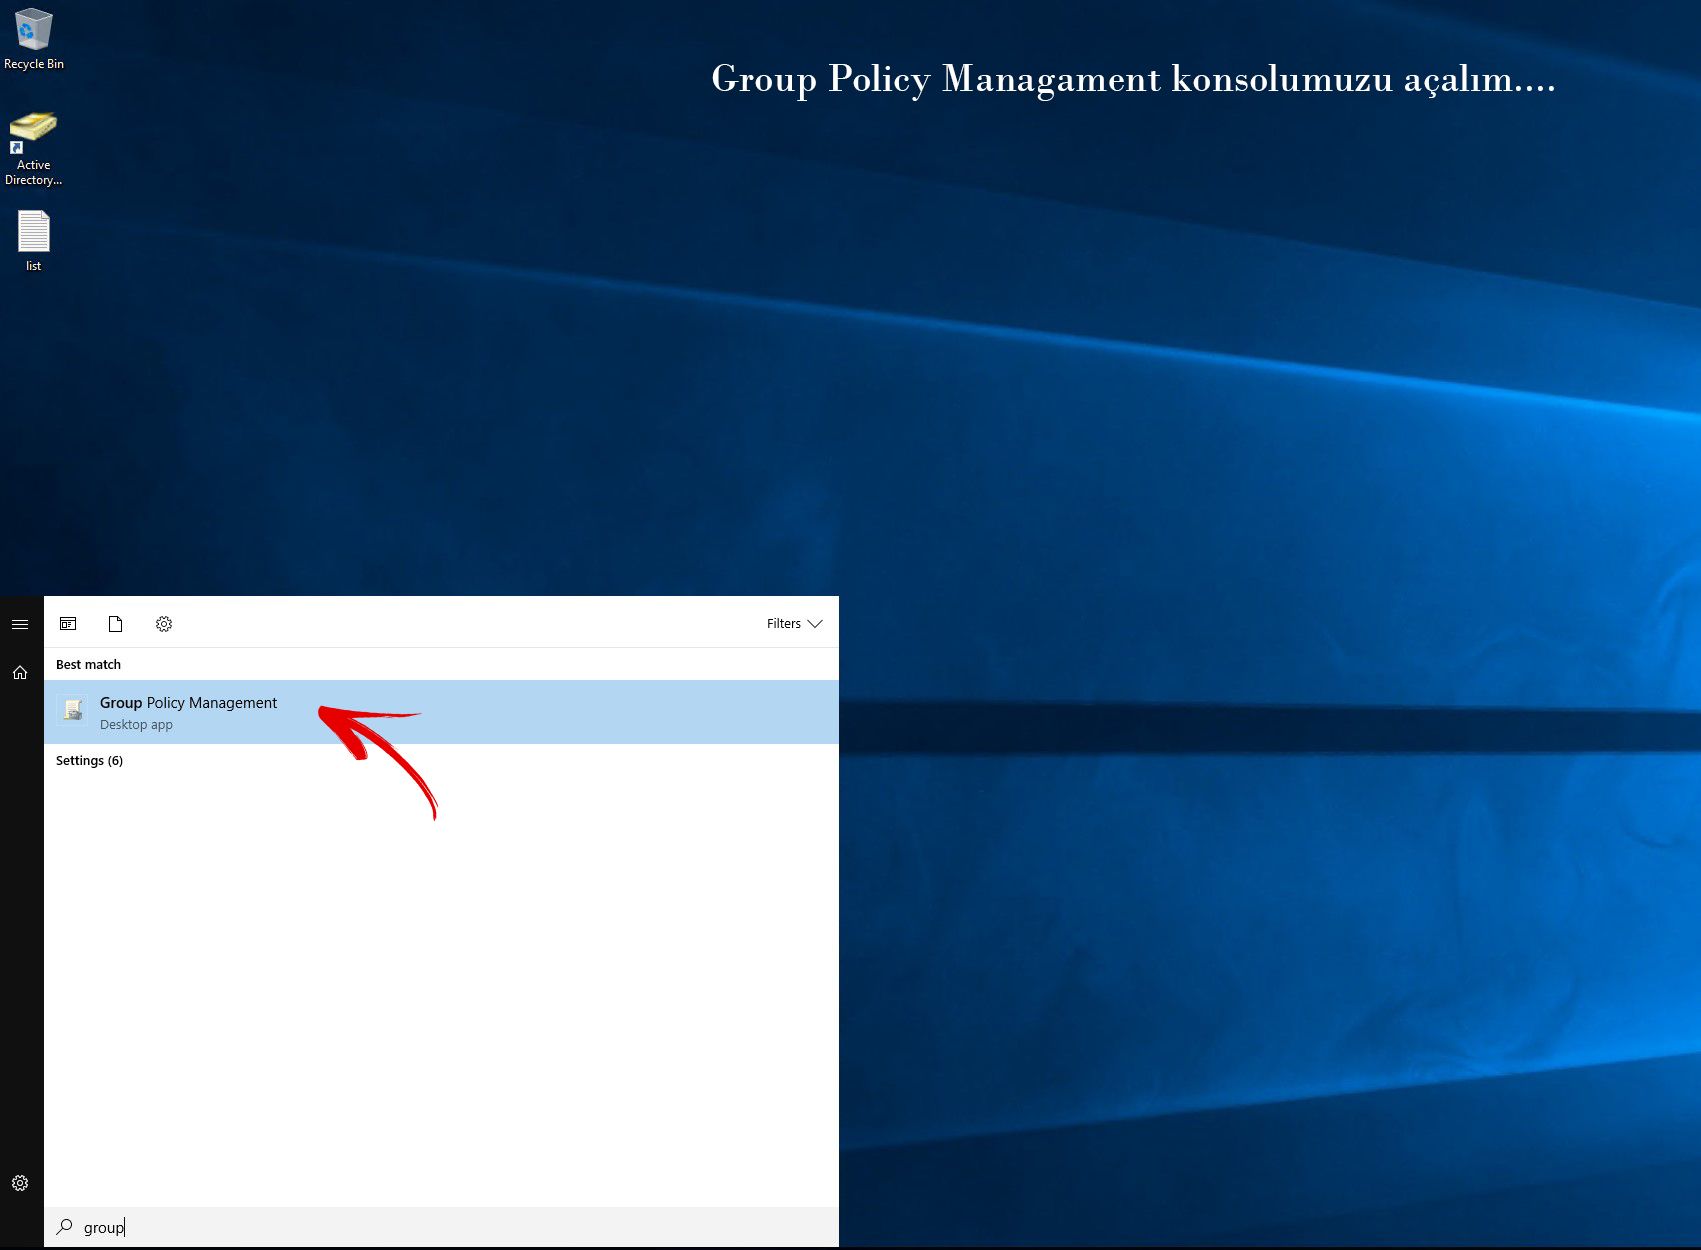 Recycle Bin
Group Policy Managament konsolumuzu açalım....
Active
Directory...
list
Filters
Best match
Group Policy Management
Desktop app
Settings (6)
group